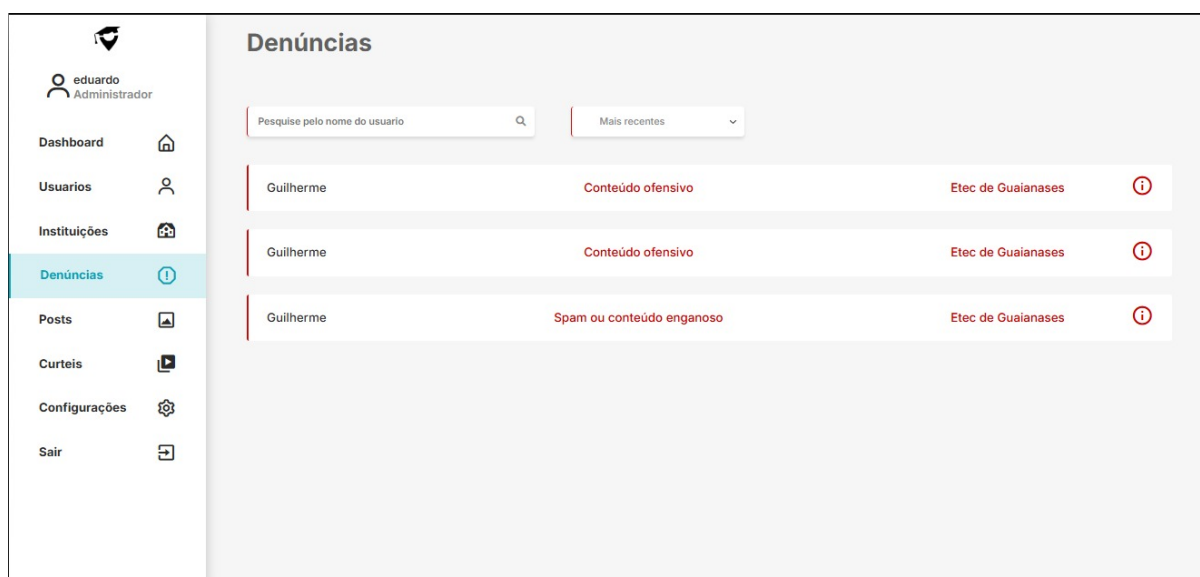 Denúncias
eduardo
Administrador
Pesquise pelo nome do usuario
Mais recentes
Dashboard
Usuarios
Instituições
Denúncias
Posts
Curteis
Configurações
Sair
Guilherme Conteúdo ofensivo Etec de Guaianases
Guilherme Conteúdo ofensivo Etec de Guaianases
Guilherme Spam ou conteúdo enganoso Etec de Guaianases